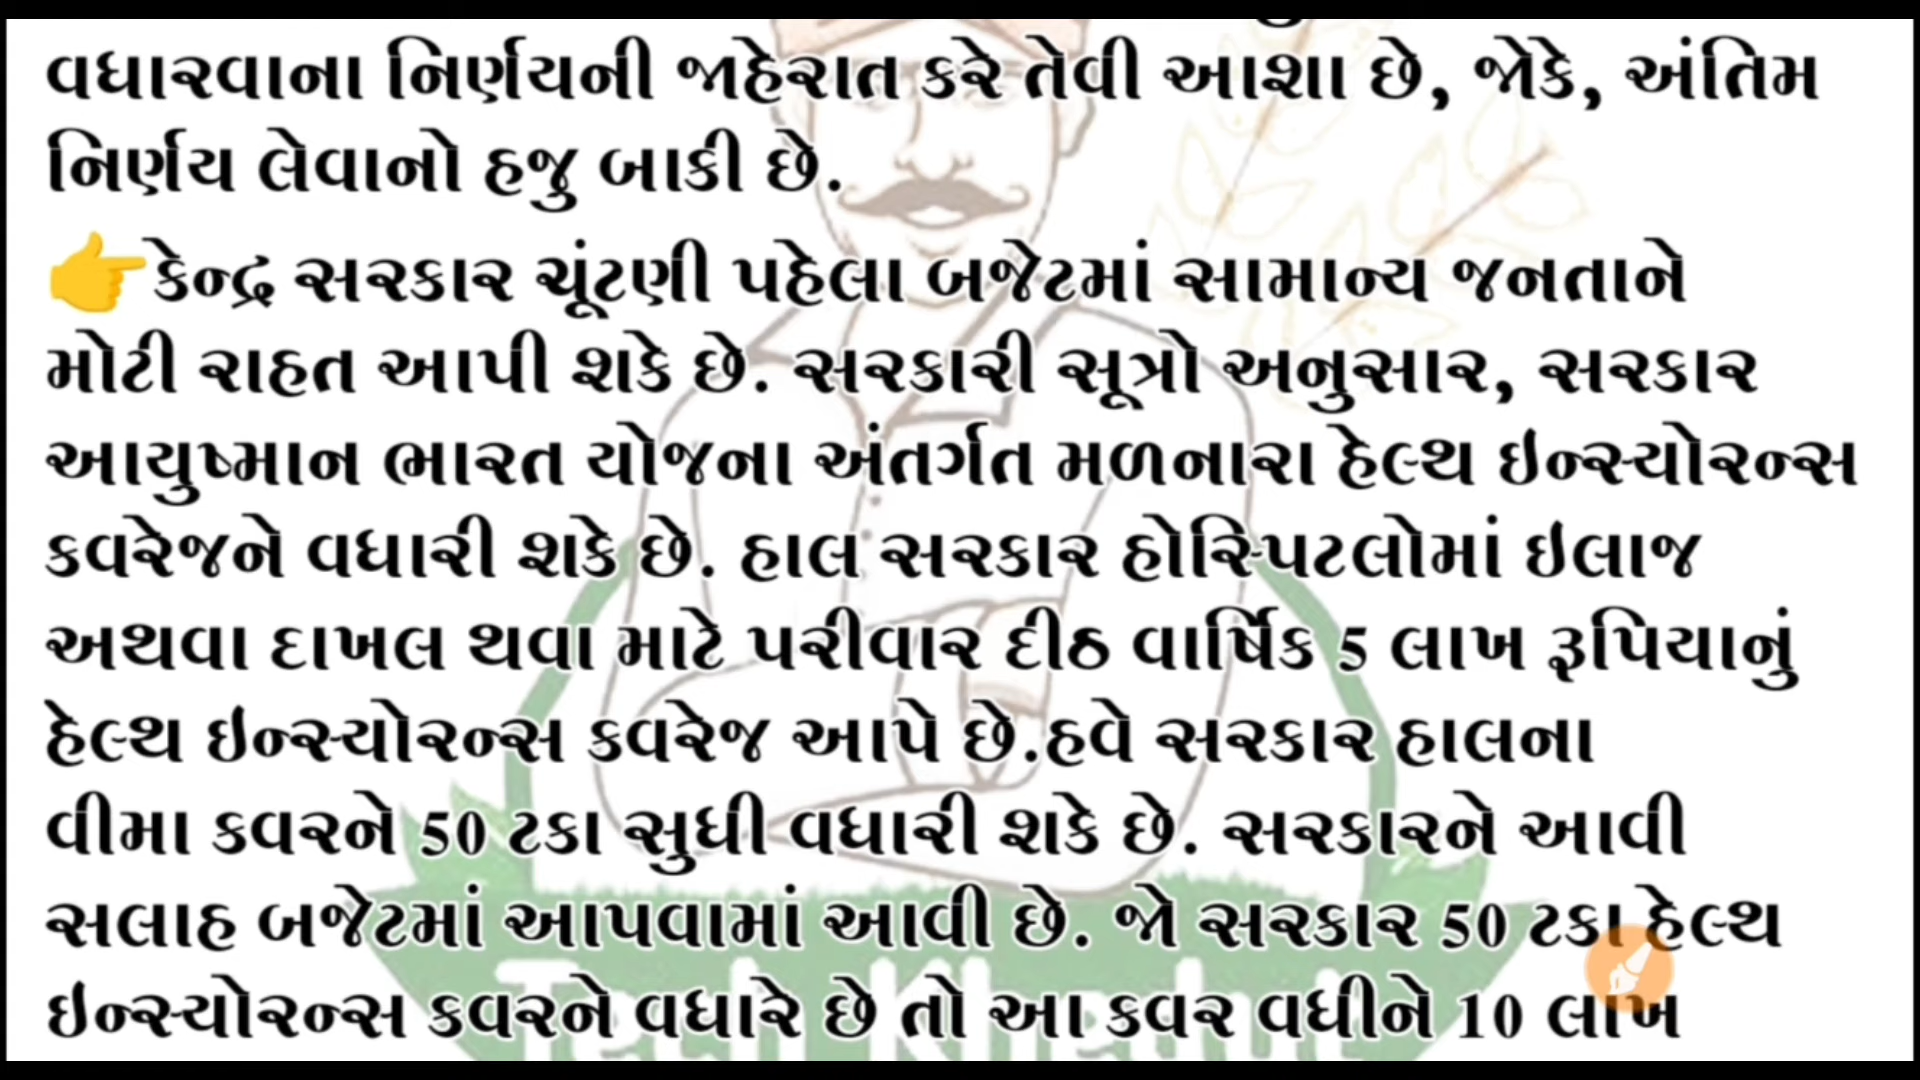 વધારવાના નિર્ણયની જાહેરાત કરે તેવી આશા છે, જોકે, અંતિમ
નિર્ણય લેવાનો હજુ બાકી છે.
👉કેન્દ્ર સરકાર ચૂંટણી પહેલા બજેટમાં સામાન્ય જનતાને
મોટી રાહત આપી શકે છે. સરકારી સૂત્રો અનુસાર, સરકાર
આયુષ્માન ભારત યોજના અંતર્ગત મળનારા હેલ્થ ઇન્સ્યોરન્સ
કવરેજને વધારી શકે છે. હાલ સરકાર હોસ્પિટલોમાં ઇલાજ
અથવા દાખલ થવા માટે પરીવાર દીઠ વાર્ષિક 5 લાખ રૂપિયાનું
હેલ્થ ઇન્સ્યોરન્સ કવરેજ આપે છે.હવે સરકાર હાલના
વીમા કવરને 50 ટકા સુધી વધારી શકે છે. સરકારને આવી
સલાહ બજેટમાં આપવામાં આવી છે. જો સરકાર 50 ટકા હેલ્થ
ઇન્સ્યોરન્સ કવરને વધારે છે તો આ કવર વધીને 10 લાખ
Tech Khedut